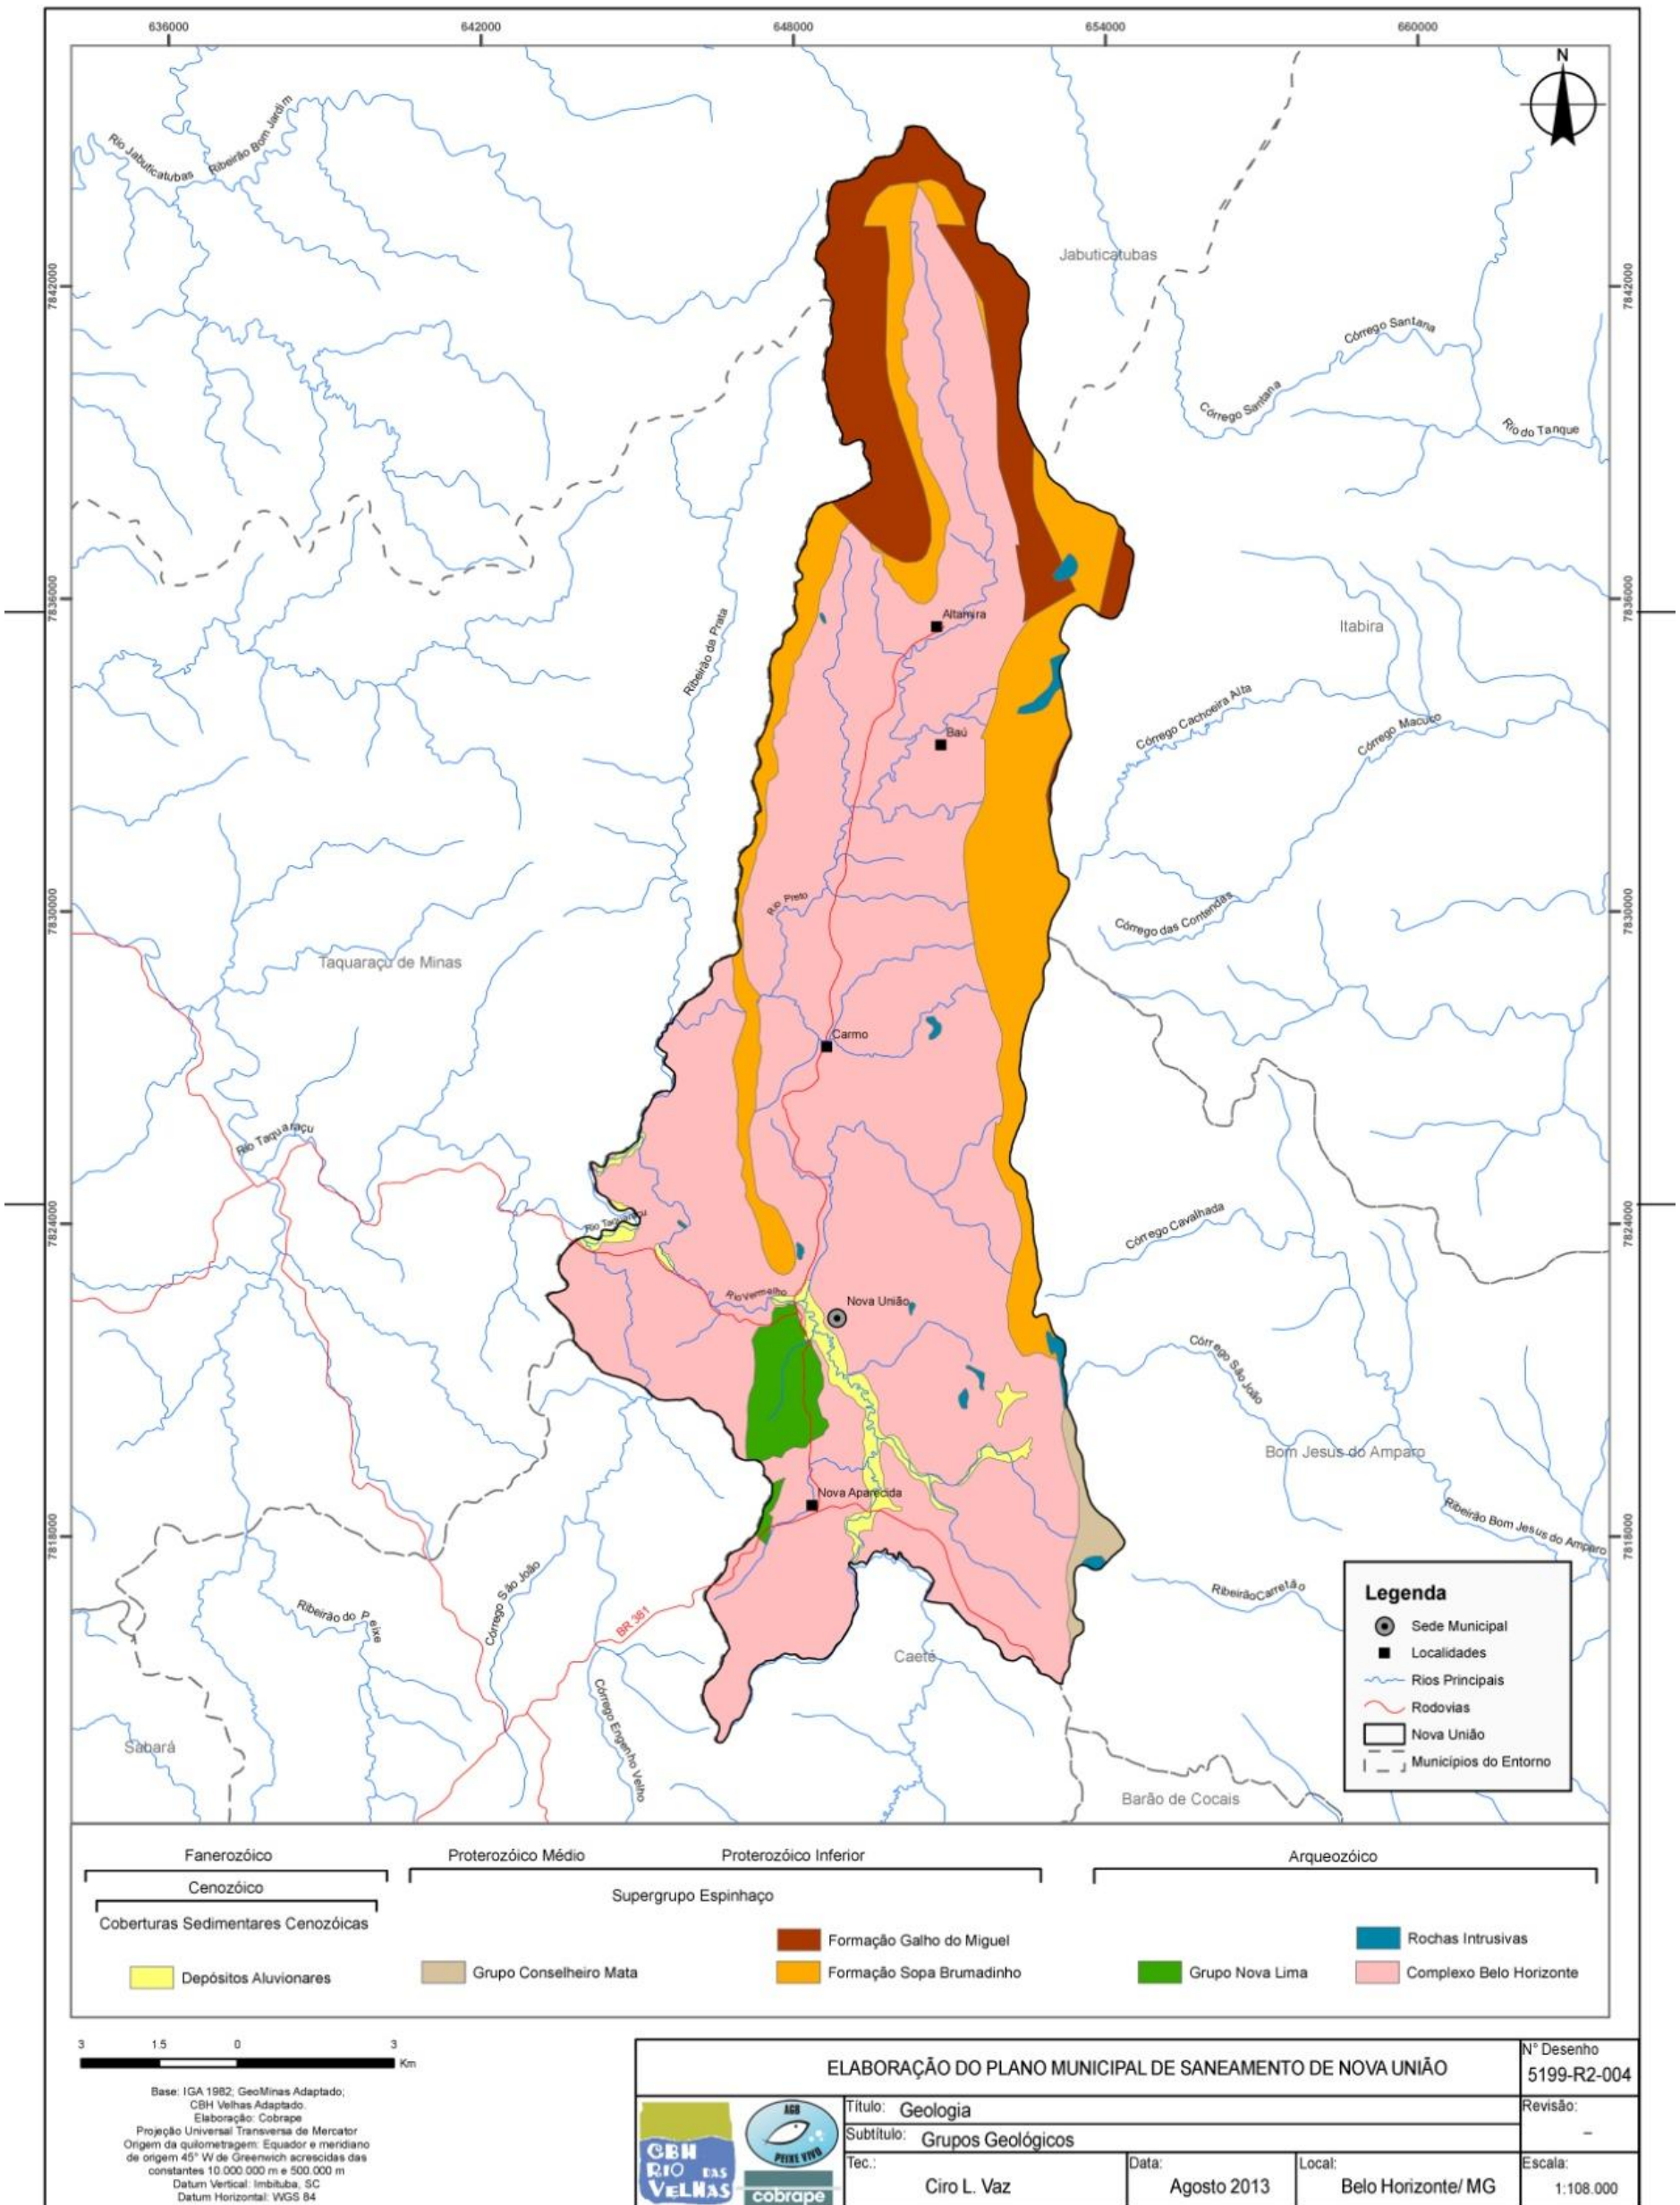 636000
642000
648000
654000
660000
N
Rio Jabuticatubas
Ribeirão Bom Jardim
Jabuticatubas
7842000
7842000
Córrego Santana
Córrego Santana
Rio do Tanque
7836000
7836000
Altamira
Itabira
Ribeirão da Prata
Córrego Cachoeira Alta
Córrego Macuco
Baú
Rio Preto
7830000
7830000
Córrego das Contendas
Taquaraçu de Minas
Carmo
Rio Taquaraçu
Rio Taquaraçu
Córrego Cavalhada
7824000
7824000
Rio Vermelho
Nova União
Córrego São João
Bom Jesus do Amparo
Nova Aparecida
Ribeirão Bom Jesus do Amparo
7818000
7818000
Ribeirão Carretão
Ribeirão do Peixe
Córrego São João
BR 381
Caeté
Córrego Engenho Velho
Sabará
Barão de Cocais
Legenda
Sede Municipal
Localidades
Rios Principais
Rodovias
Nova União
Municípios do Entorno
Fanerozóico
Proterozóico Médio
Proterozóico Inferior
Arqueozóico
Cenozóico
Supergrupo Espinhaço
Coberturas Sedimentares Cenozóicas
Formação Galho do Miguel
Rochas Intrusivas
Depósitos Aluvionares
Grupo Conselheiro Mata
Formação Sopa Brumadinho
Grupo Nova Lima
Complexo Belo Horizonte
3 1.5 0 3
Km
Base: IGA 1982; GeoMinas Adaptado;
CBH Velhas Adaptado.
Elaboração: Cobrape
Projeção Universal Transversa de Mercator
Origem da quilometragem: Equador e meridiano
de origem 45° W de Greenwich acrescidas das
constantes 10.000.000 m e 500.000 m
Datum Vertical: Imbituba, SC
Datum Horizontal: WGS 84
ELABORAÇÃO DO PLANO MUNICIPAL DE SANEAMENTO DE NOVA UNIÃO
N° Desenho
5199-R2-004
CBH
RIO DAS
VELHAS
AGB
PEIXE VIVO
cobrape
Título: Geologia
Revisão:
–
Subtítulo: Grupos Geológicos
Tec.:
Ciro L. Vaz
Data:
Agosto 2013
Local:
Belo Horizonte/ MG
Escala:
1:108.000